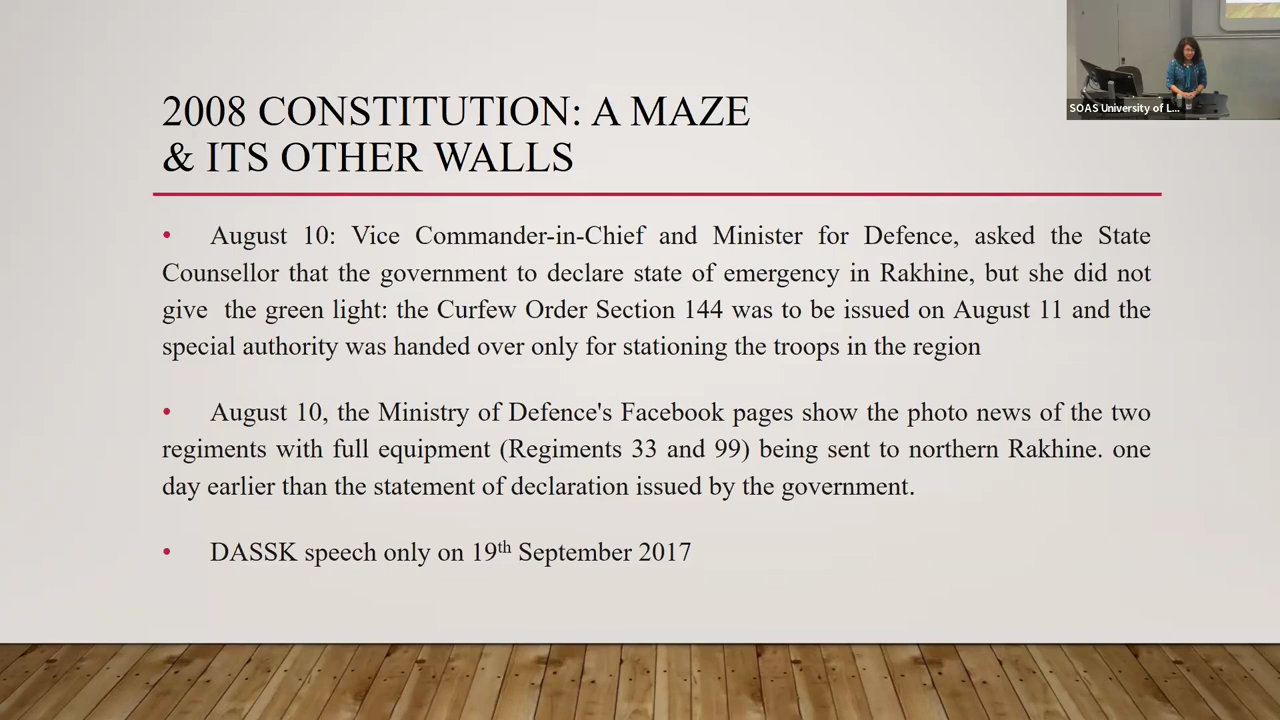 2008 CONSTITUTION: A MAZE
& ITS OTHER WALLS
• August 10: Vice Commander-in-Chief and Minister for Defence, asked the State
Counsellor that the government to declare state of emergency in Rakhine, but she did not
give the green light: the Curfew Order Section 144 was to be issued on August 11 and the
special authority was handed over only for stationing the troops in the region
• August 10, the Ministry of Defence's Facebook pages show the photo news of the two
regiments with full equipment (Regiments 33 and 99) being sent to northern Rakhine. one
day earlier than the statement of declaration issued by the government.
• DASSK speech only on 19th September 2017
SOAS University of L...